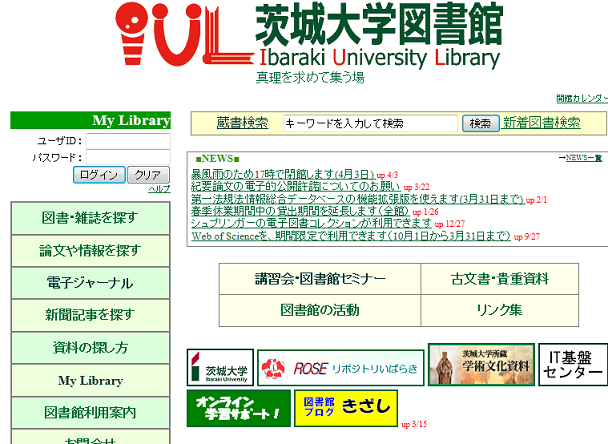 IUL 茨城大学図書館
Ibaraki University Library
真理を求めて集う場
開館カレンダー
My Library
ユーザID：
パスワード：
ログイン クリア
ヘルプ
蔵書検索 キーワードを入力して検索 検索 新着図書検索
■NEWS■ →NEWS一覧
暴風雨のため17時で閉館します(4月3日) up 4/3
紀要論文の電子的公開許諾についてのお願い up 3/22
第一法規法情報総合データベースの機能拡張版を使えます(3月31日まで) up 2/1
春季休業期間中の貸出期間を延長します（全館） up 1/26
シュプリンガーの電子図書コレクションが利用できます up 12/27
Web of Scienceを、期間限定で利用できます（10月1日から3月31日まで） up 9/27
図書・雑誌を探す
論文や情報を探す
電子ジャーナル
新聞記事を探す
資料の探し方
My Library
図書館利用案内
お問合せ
講習会・図書館セミナー 古文書・貴重資料
図書館の活動 リンク集
茨城大学
Ibaraki University
ROSE リポジトリいばらき
茨城大学所蔵
学術文化資料
IT基盤
センター
オンライン
学習サポート！
図書館
ブログ きざし
up 3/15